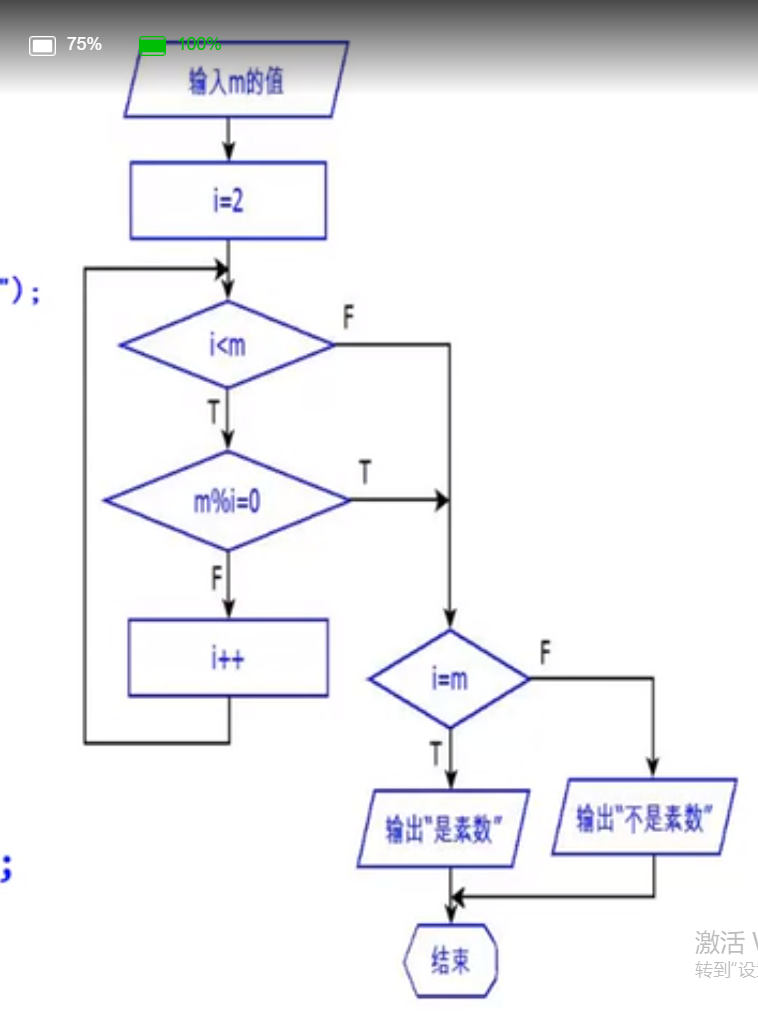 75% 100%
输入m的值
i=2
");
F
i<m
T
T
m%i=0
F
i++
F
i=m
T
输出“不是素数”
输出“是素数”
;
激活
结束
转到“设